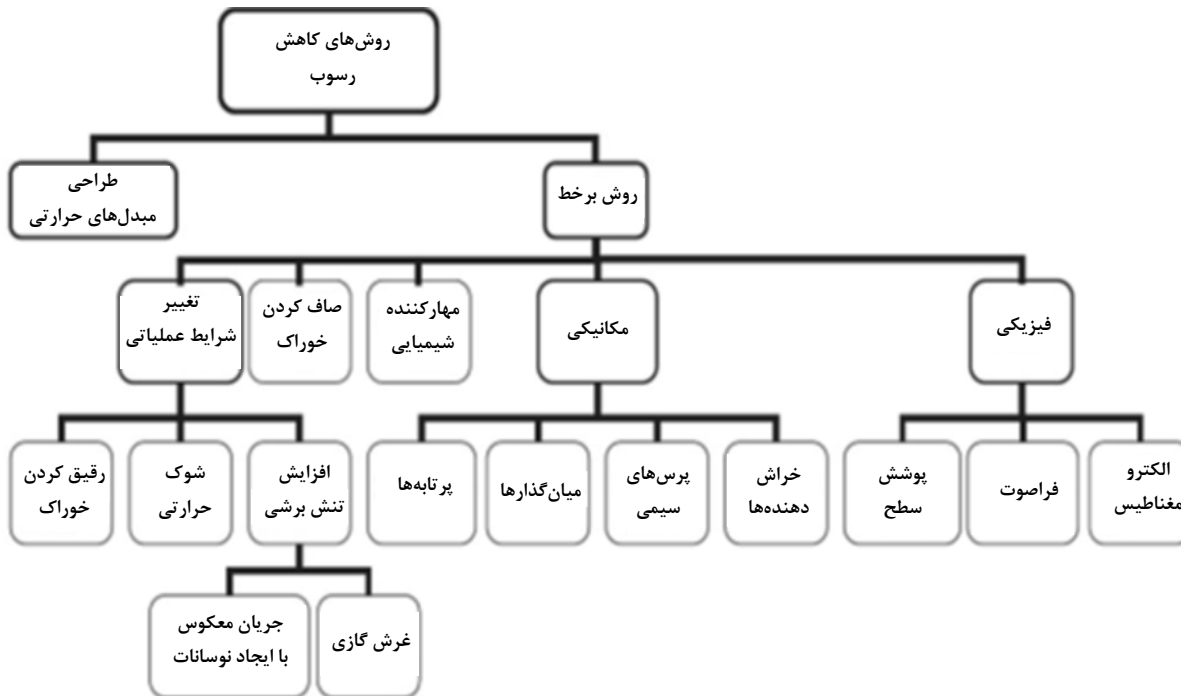 روش‌های کاهش
رسوب
روش برخط
طراحی
مبدل‌های حرارتی
فیزیکی
مکانیکی
مهارکننده
شیمیایی
صاف کردن
خوراک
تغییر
شرایط عملیاتی
الکترو
مغناطیس
فراصوت
پوشش
سطح
خراش
دهنده‌ها
پرس‌های
سیمی
میان‌گذارها
پرتابه‌ها
افزایش
تنش برشی
شوک
حرارتی
رقیق کردن
خوراک
غرش گازی
جریان معکوس
با ایجاد نوسانات